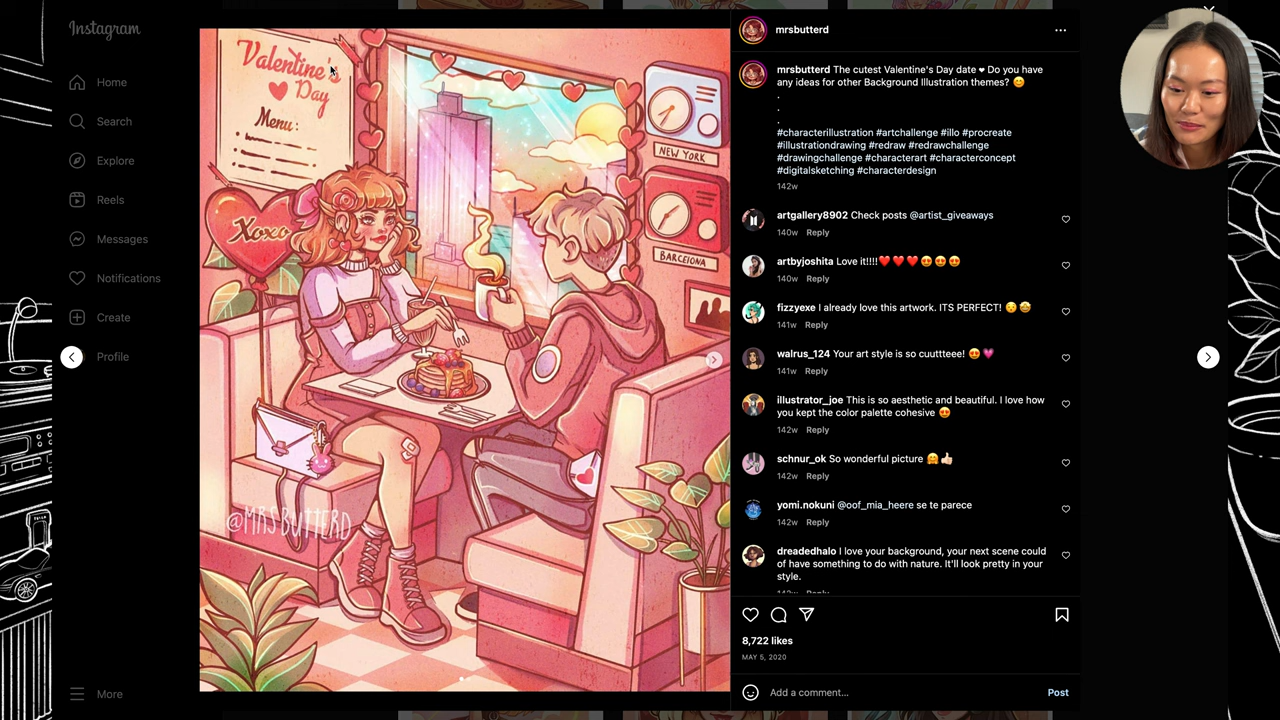 Instagram
Home
Search
Explore
Reels
Messages
Notifications
Create
Profile
More
Valentine's
Day
Menu:
Xoxo
NEW YORK
BARCElONA
@MRSBUTTERD
mrsbutterd
mrsbutterd The cutest Valentine's Day date ❤ Do you have
any ideas for other Background Illustration themes? 😊
.
.
.
#characterillustration #artchallenge #illo #procreate
#illustrationdrawing #redraw #redrawchallenge
#drawingchallenge #characterart #characterconcept
#digitalsketching #characterdesign
142w
artgallery8902 Check posts @artist_giveaways
140w Reply
artbyjoshita Love it!!!!❤️❤️❤️😍😍😍
140w Reply
fizzyexe I already love this artwork. ITS PERFECT! 😌🤩
141w Reply
walrus_124 Your art style is so cuuttteee! 😍💗
141w Reply
illustrator_joe This is so aesthetic and beautiful. I love how
you kept the color palette cohesive 😍
142w Reply
schnur_ok So wonderful picture 🤗👍🏻
142w Reply
yomi.nokuni @oof_mia_heere se te parece
142w Reply
dreadedhalo I love your background, your next scene could
of have something to do with nature. It'll look pretty in your
style.
142w Reply
8,722 likes
MAY 5, 2020
Add a comment...
Post